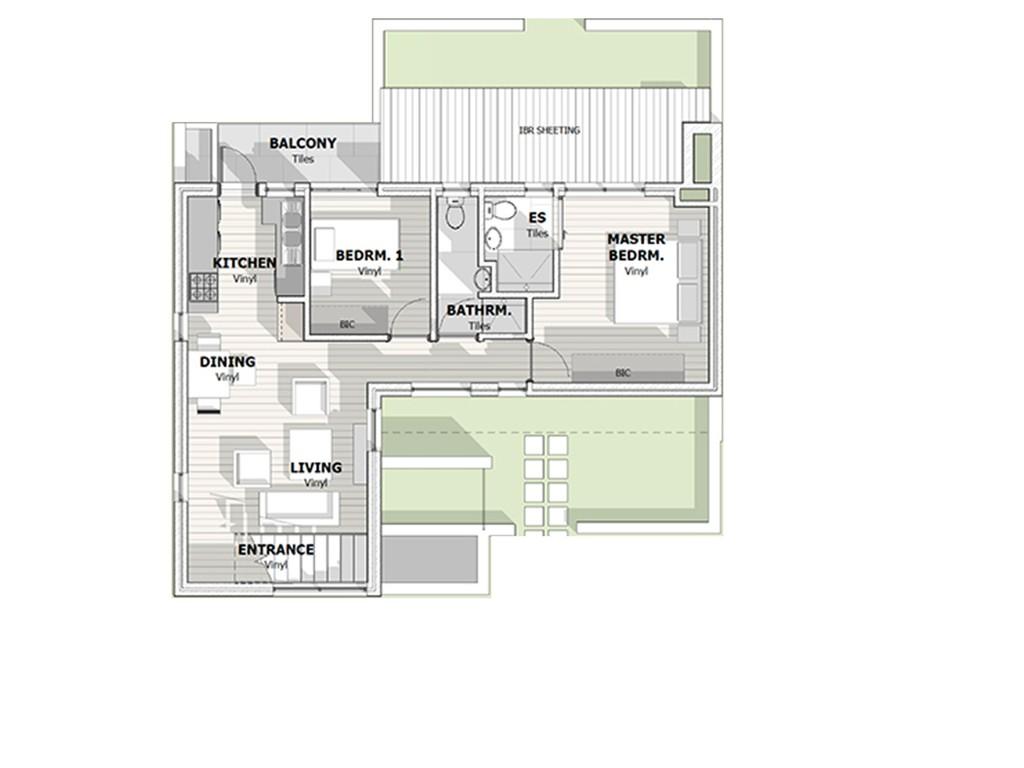 IBR SHEETING
BALCONY
Tiles
ES
Tiles
MASTER
BEDRM.
Vinyl
KITCHEN
Vinyl
BEDRM. 1
Vinyl
BIC
BATHRM.
Tiles
DINING
Vinyl
BIC
LIVING
Vinyl
ENTRANCE
Vinyl